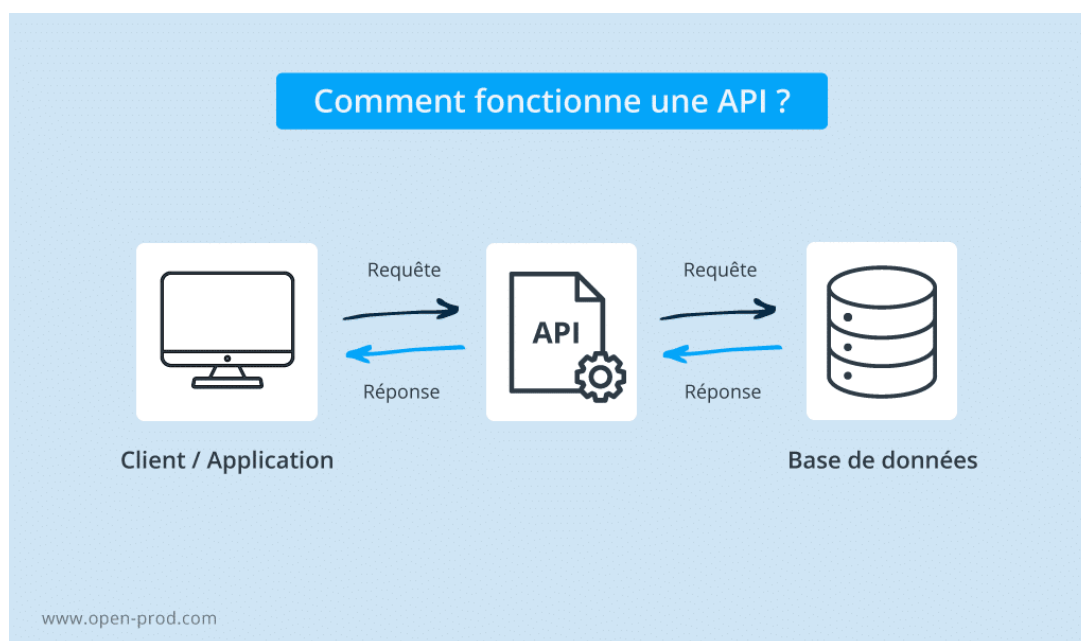 Comment fonctionne une API ?
Requête
Requête
API
Réponse
Réponse
Client / Application
Base de données
www.open-prod.com